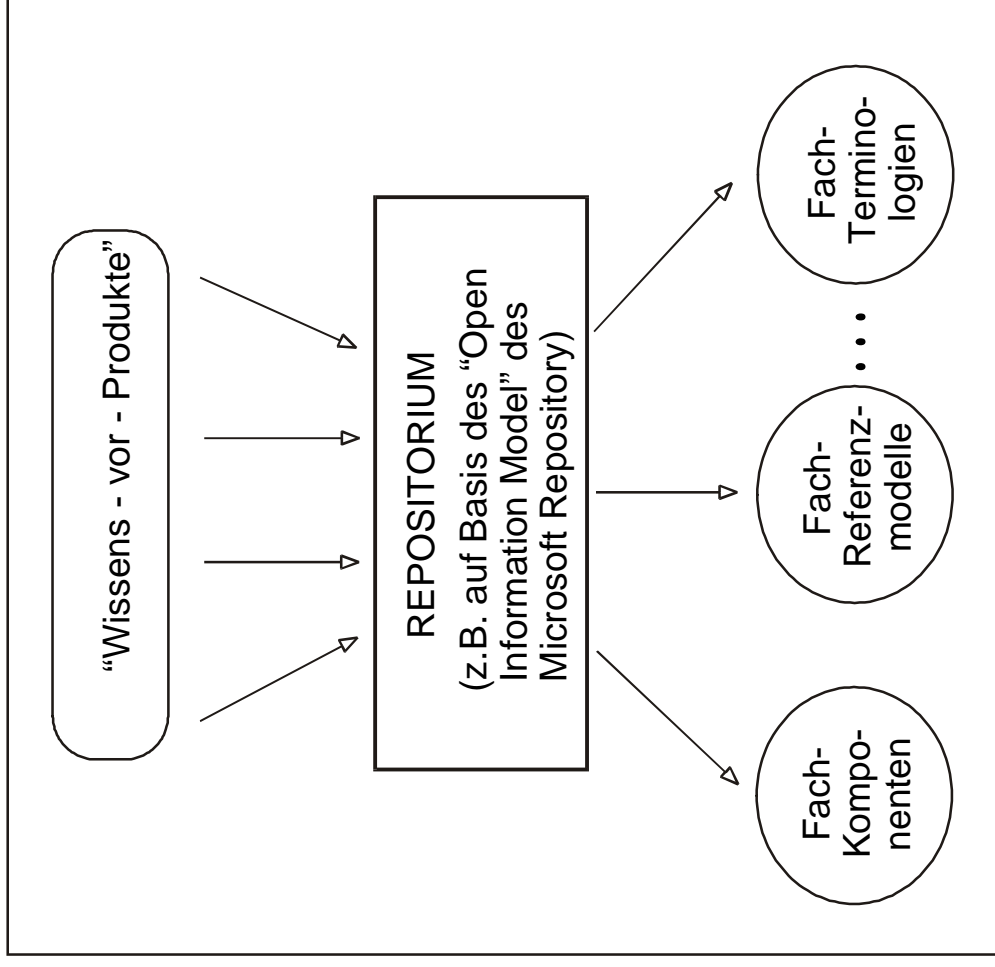 “Wissens - vor - Produkte”
REPOSITORIUM
(z.B. auf Basis des “Open
Information Model” des
Microsoft Repository)
Fach-
Kompo-
nenten
Fach-
Referenz-
modelle
...
Fach-
Termino-
logien